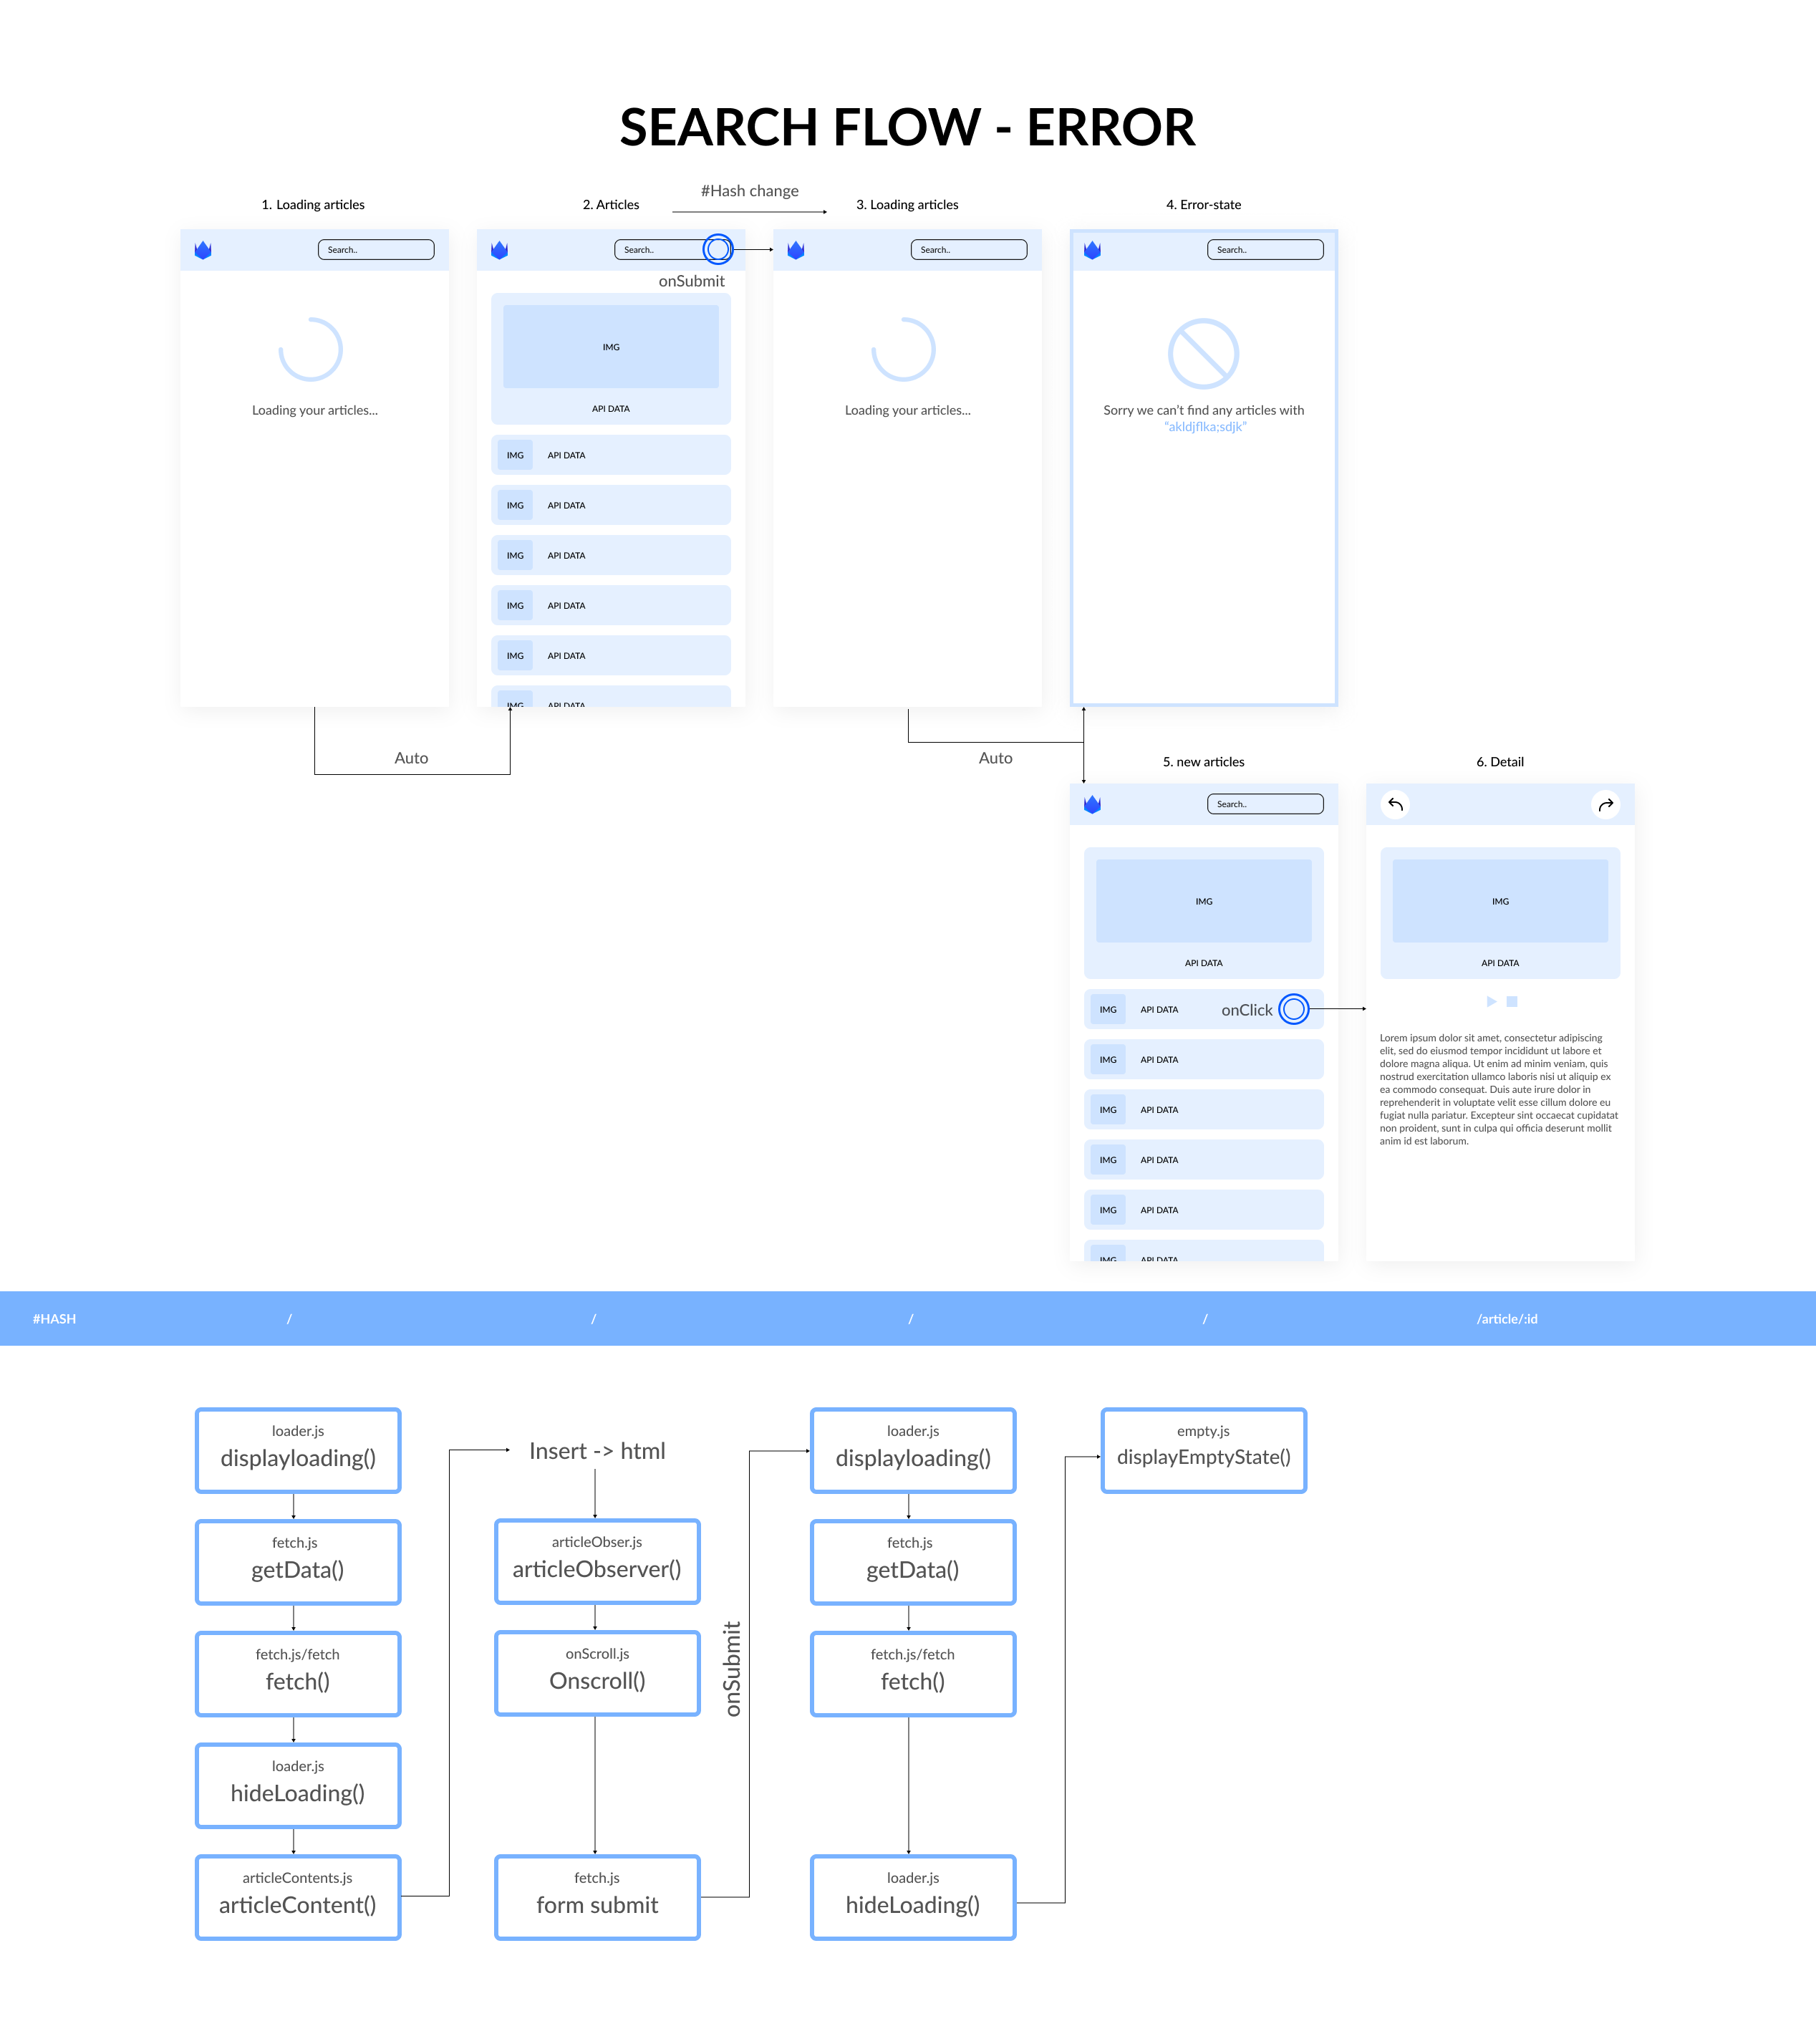 SEARCH FLOW - ERROR
#Hash change
1. Loading articles
2. Articles
3. Loading articles
4. Error-state
Search..
Search..
Search..
Search..
onSubmit
Loading your articles...
IMG
API DATA
IMG API DATA
IMG API DATA
IMG API DATA
IMG API DATA
IMG API DATA
IMG API DATA
Loading your articles...
Sorry we can't find any articles with
“akldjflka;sdjk”
Auto
Auto
5. new articles
6. Detail
Search..
IMG
API DATA
IMG API DATA onClick
IMG API DATA
IMG API DATA
IMG API DATA
IMG API DATA
IMG API DATA
IMG
API DATA
Lorem ipsum dolor sit amet, consectetur adipiscing
elit, sed do eiusmod tempor incididunt ut labore et
dolore magna aliqua. Ut enim ad minim veniam, quis
nostrud exercitation ullamco laboris nisi ut aliquip ex
ea commodo consequat. Duis aute irure dolor in
reprehenderit in voluptate velit esse cillum dolore eu
fugiat nulla pariatur. Excepteur sint occaecat cupidatat
non proident, sunt in culpa qui officia deserunt mollit
anim id est laborum.
#HASH / / / / /article/:id
loader.js
displayloading()
fetch.js
getData()
fetch.js/fetch
fetch()
loader.js
hideLoading()
articleContents.js
articleContent()
Insert -> html
articleObser.js
articleObserver()
onScroll.js
Onscroll()
fetch.js
form submit
onSubmit
loader.js
displayloading()
fetch.js
getData()
fetch.js/fetch
fetch()
loader.js
hideLoading()
empty.js
displayEmptyState()